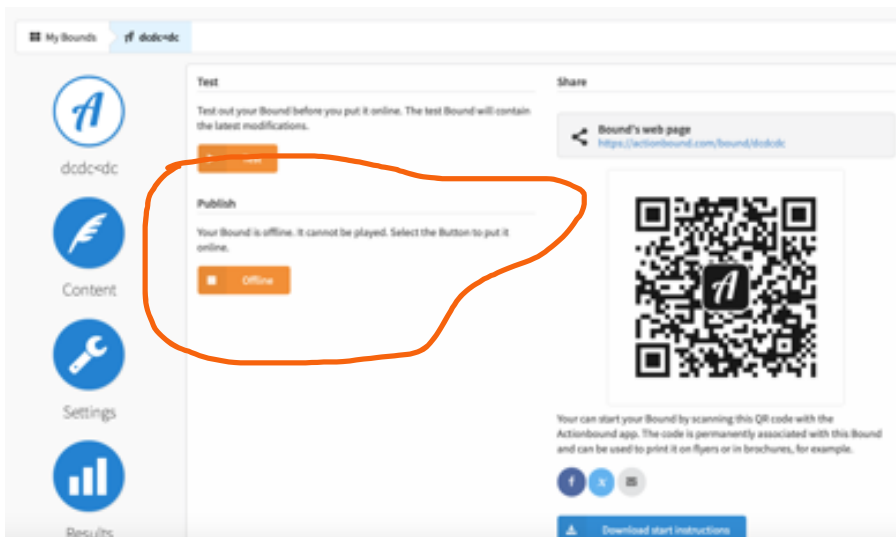 My Bounds
dcdc<dc
dcdc<dc
Content
Settings
Results
Test
Test out your Bound before you put it online. The test Bound will contain
the latest modifications.
Publish
Your Bound is offline. It cannot be played. Select the Button to put it
online.
Offline
Share
Bound's web page
https://actionbound.com/bound/dcdcdc
Your can start your Bound by scanning this QR code with the
Actionbound app. The code is permanently associated with this Bound
and can be used to print it on flyers or in brochures, for example.
Download start instructions